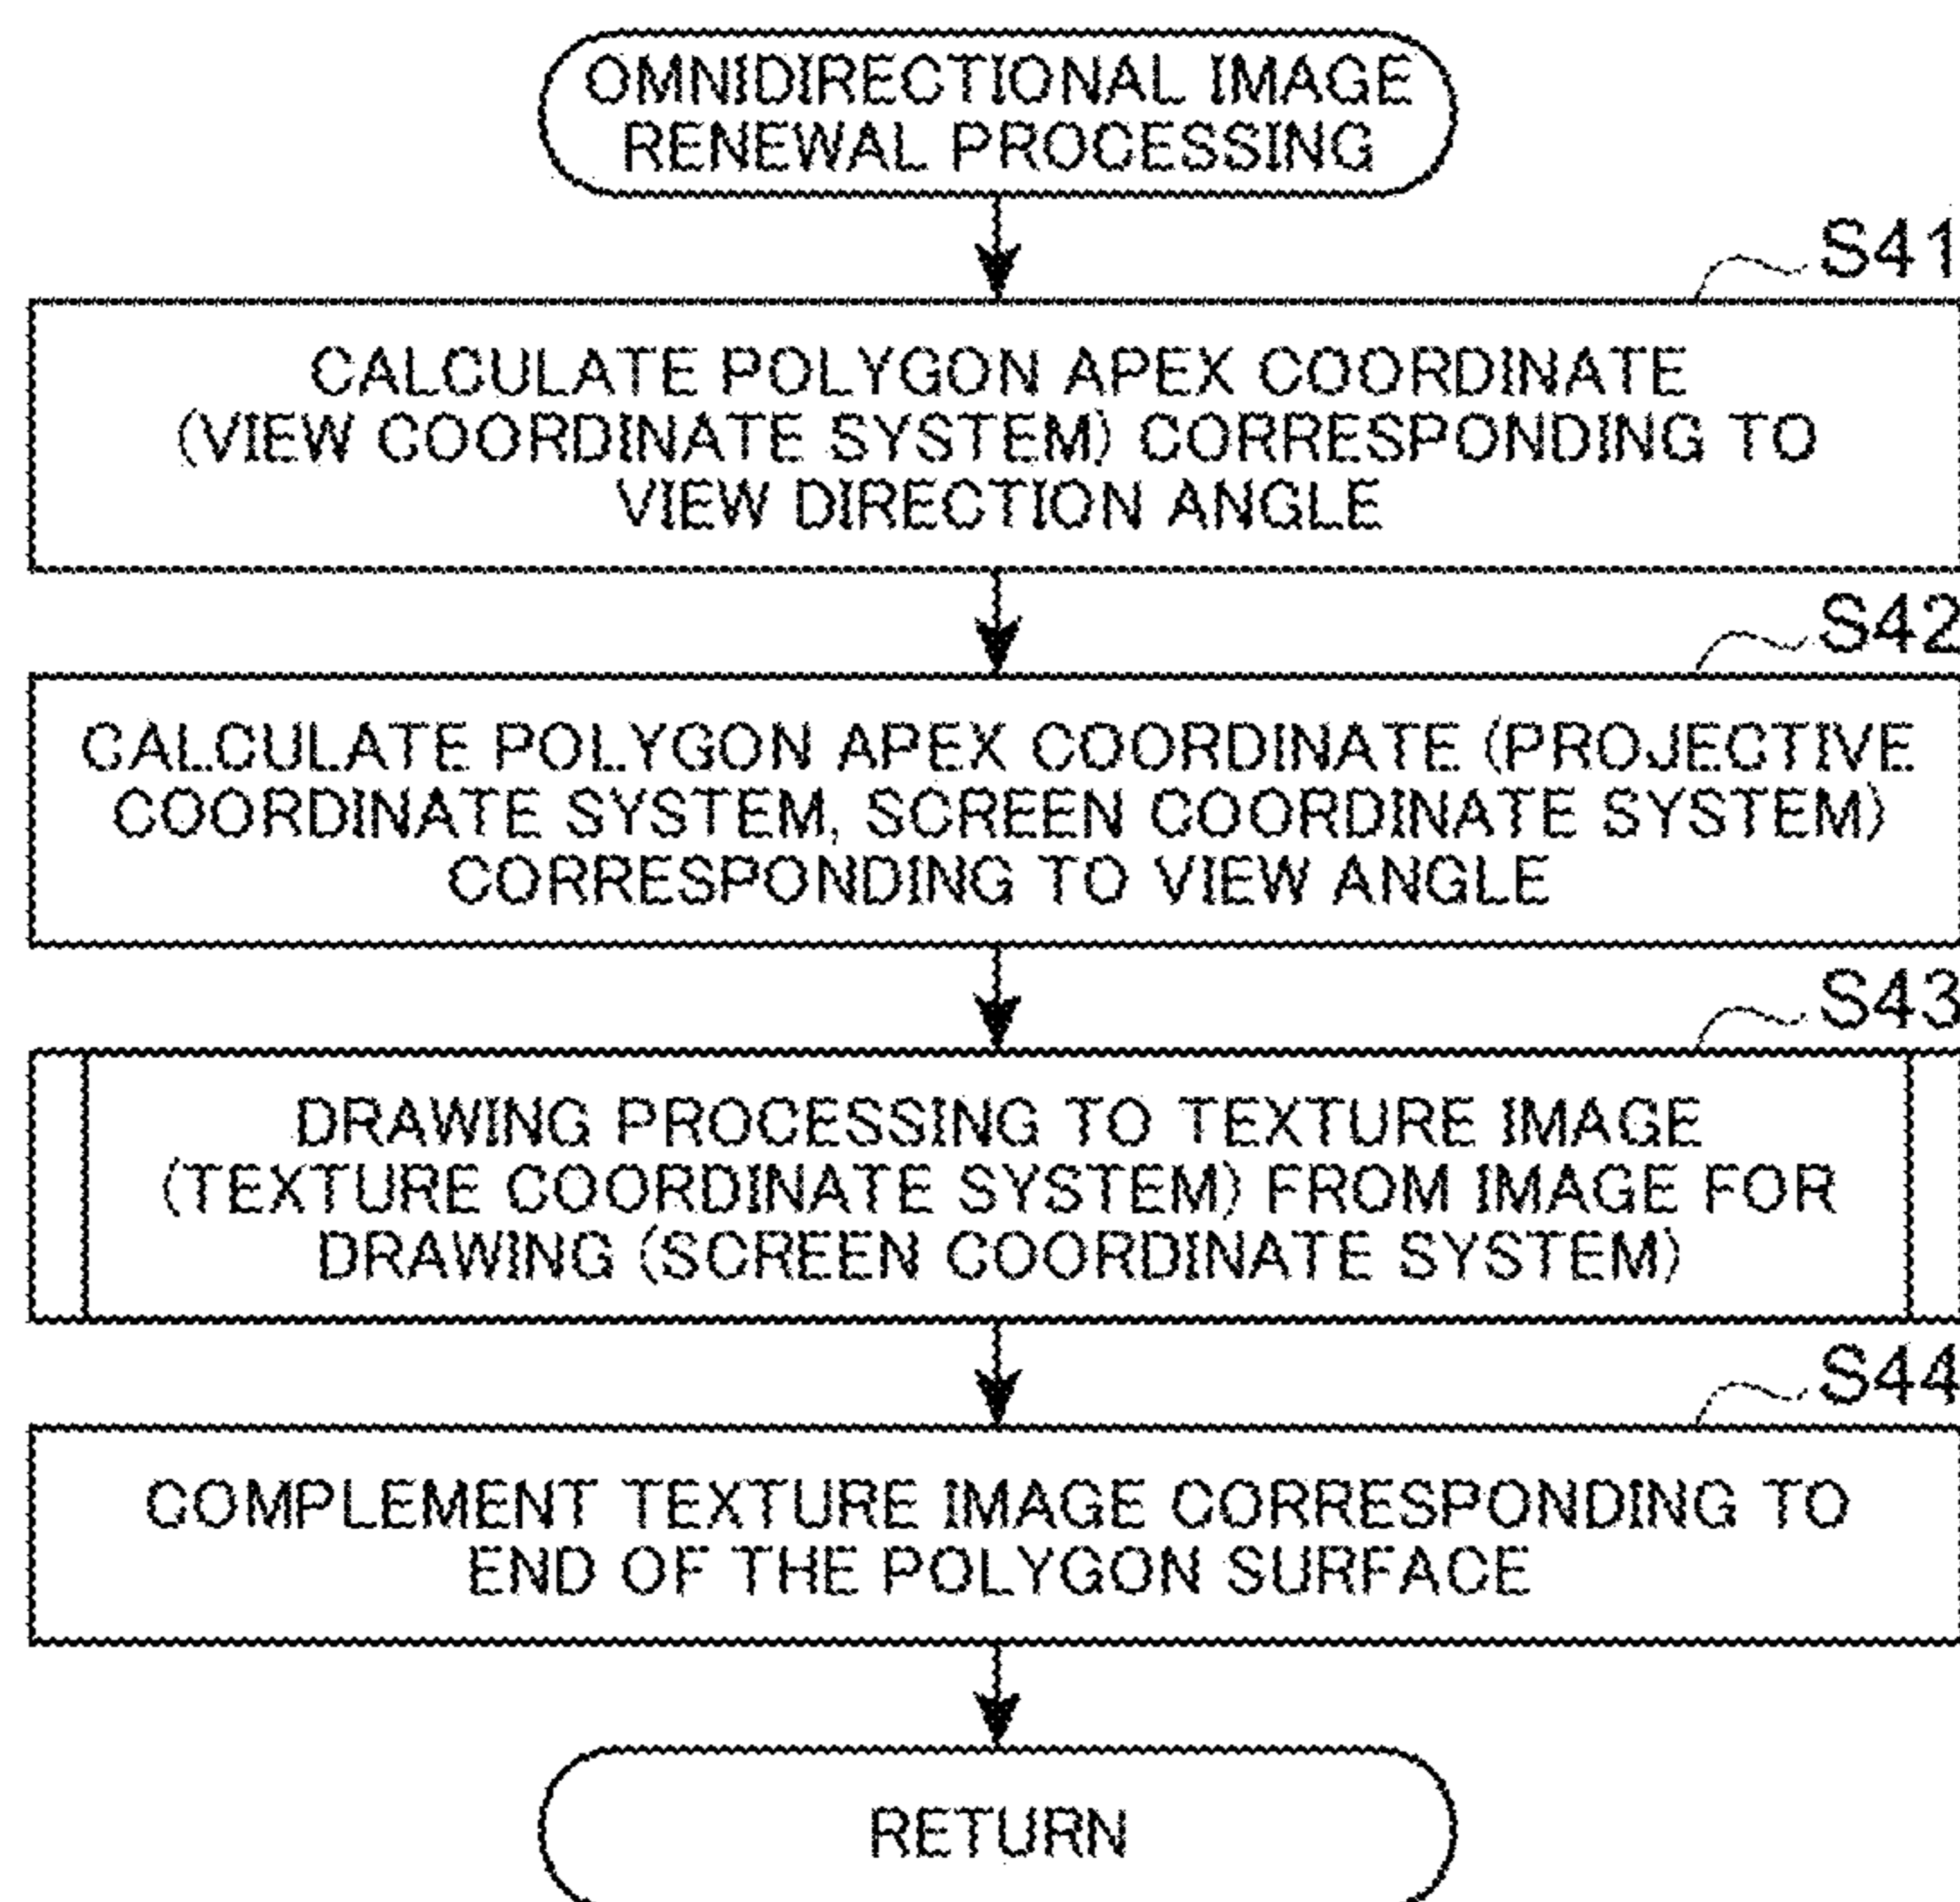 OMNIDIRECTIONAL IMAGE
RENEWAL PROCESSING
S41
CALCULATE POLYGON APEX COORDINATE
(VIEW COORDINATE SYSTEM) CORRESPONDING TO
VIEW DIRECTION ANGLE
S42
CALCULATE POLYGON APEX COORDINATE (PROJECTIVE
COORDINATE SYSTEM, SCREEN COORDINATE SYSTEM)
CORRESPONDING TO VIEW ANGLE
S43
DRAWING PROCESSING TO TEXTURE IMAGE
(TEXTURE COORDINATE SYSTEM) FROM IMAGE FOR
DRAWING (SCREEN COORDINATE SYSTEM)
S44
COMPLEMENT TEXTURE IMAGE CORRESPONDING TO
END OF THE POLYGON SURFACE
RETURN